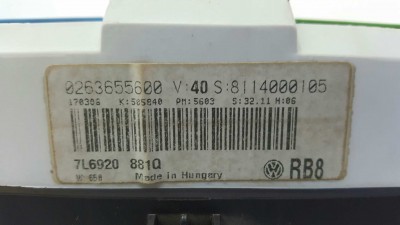 0263655600 V:40 S:8114000105
170306 K:505840 PM:5603 S:32.11 H:06
7L6920 881Q
Made in Hungary
RB8